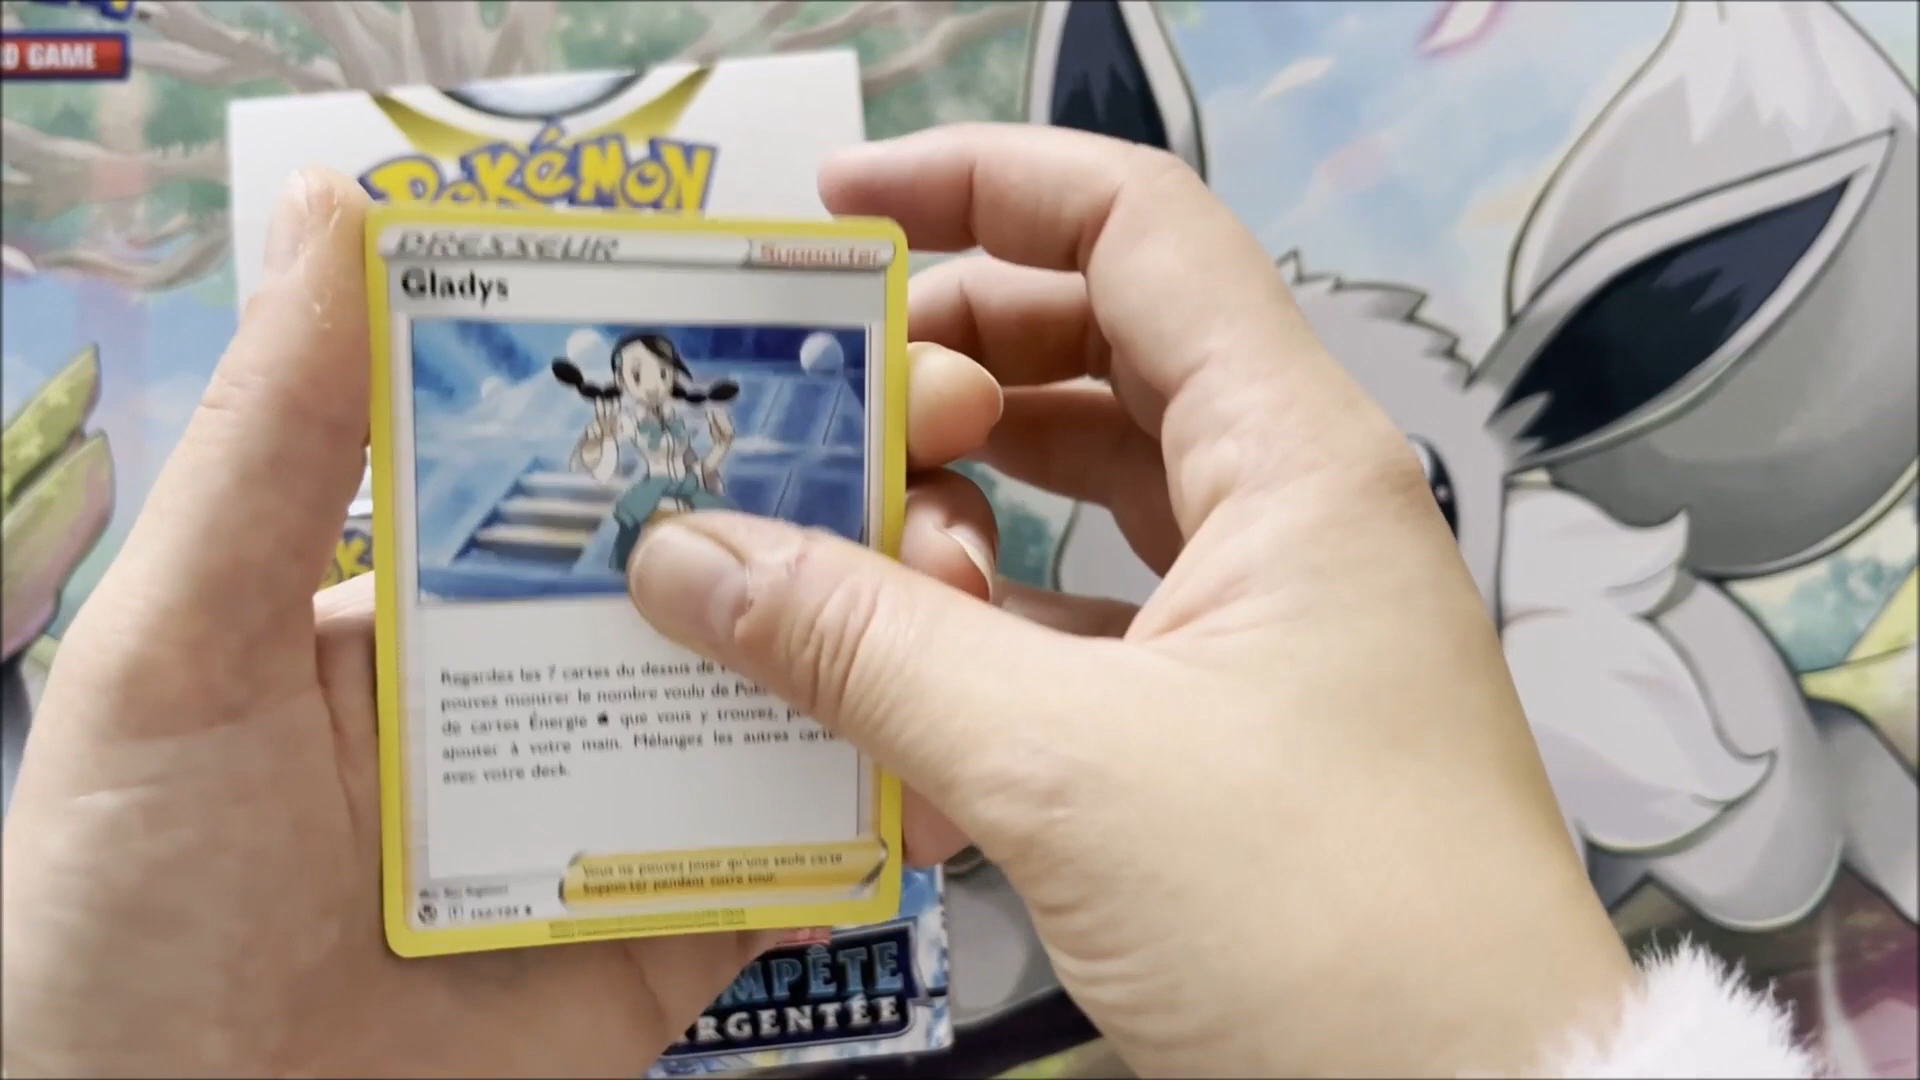 D GAME
POKéMON
DRESSEUR
Supporter
Gladys
Regardez les 7 cartes du dessus de
pouvez montrer le nombre voulu de Pok
de cartes Énergie que vous y trouvez, p
ajouter à votre main. Mélangez les autres carte
avec votre deck.
Vous ne pouvez jouer qu'une seule carte
Supporter pendant votre tour.
MPÊTE
RGENTÉE